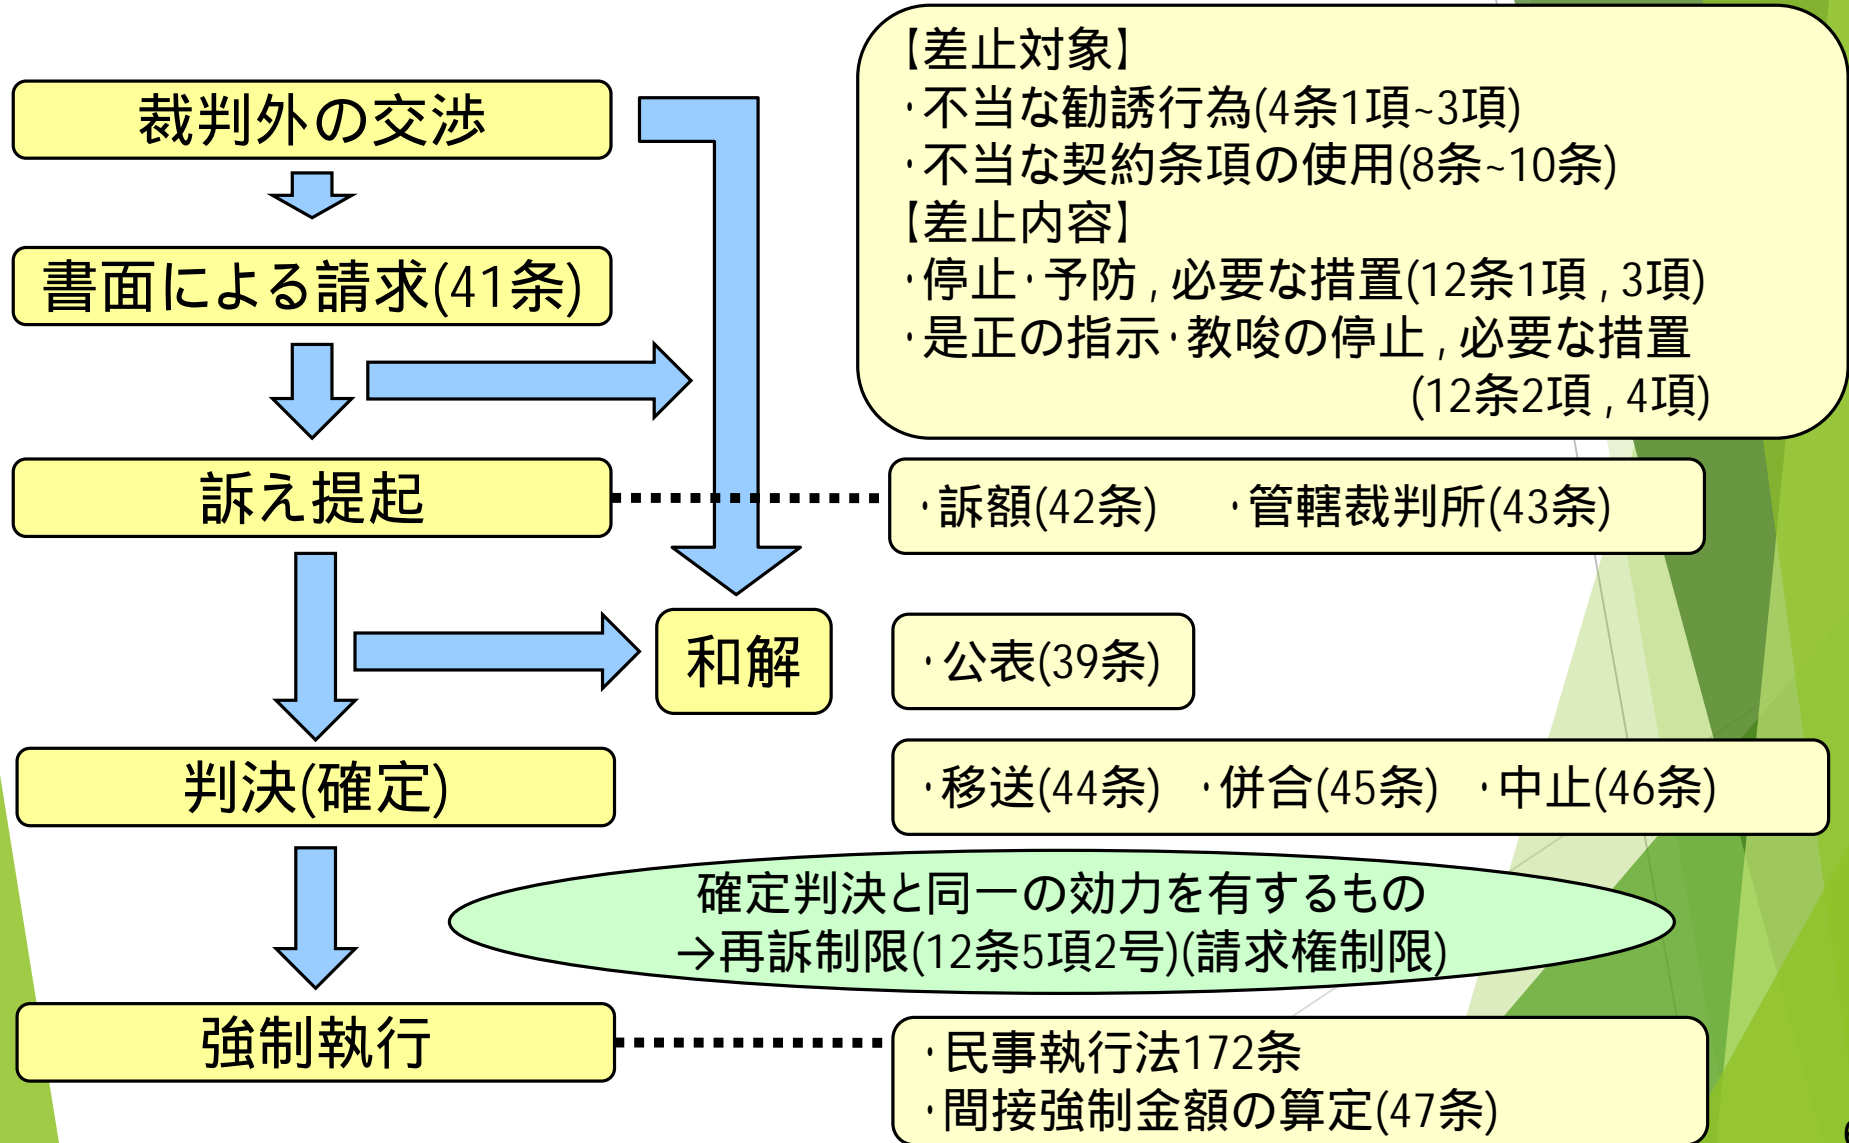 裁判外の交渉
書面による請求(41条)
訴え提起
和解
判決(確定)
強制執行
【差止対象】
･不当な勧誘行為(4条1項~3項)
･不当な契約条項の使用(8条~10条)
【差止内容】
･停止･予防，必要な措置(12条1項，3項)
･是正の指示･教唆の停止，必要な措置
(12条2項，4項)
･訴額(42条) ･管轄裁判所(43条)
･公表(39条)
･移送(44条) ･併合(45条) ･中止(46条)
確定判決と同一の効力を有するもの
→再訴制限(12条5項2号)(請求権制限)
･民事執行法172条
･間接強制金額の算定(47条)